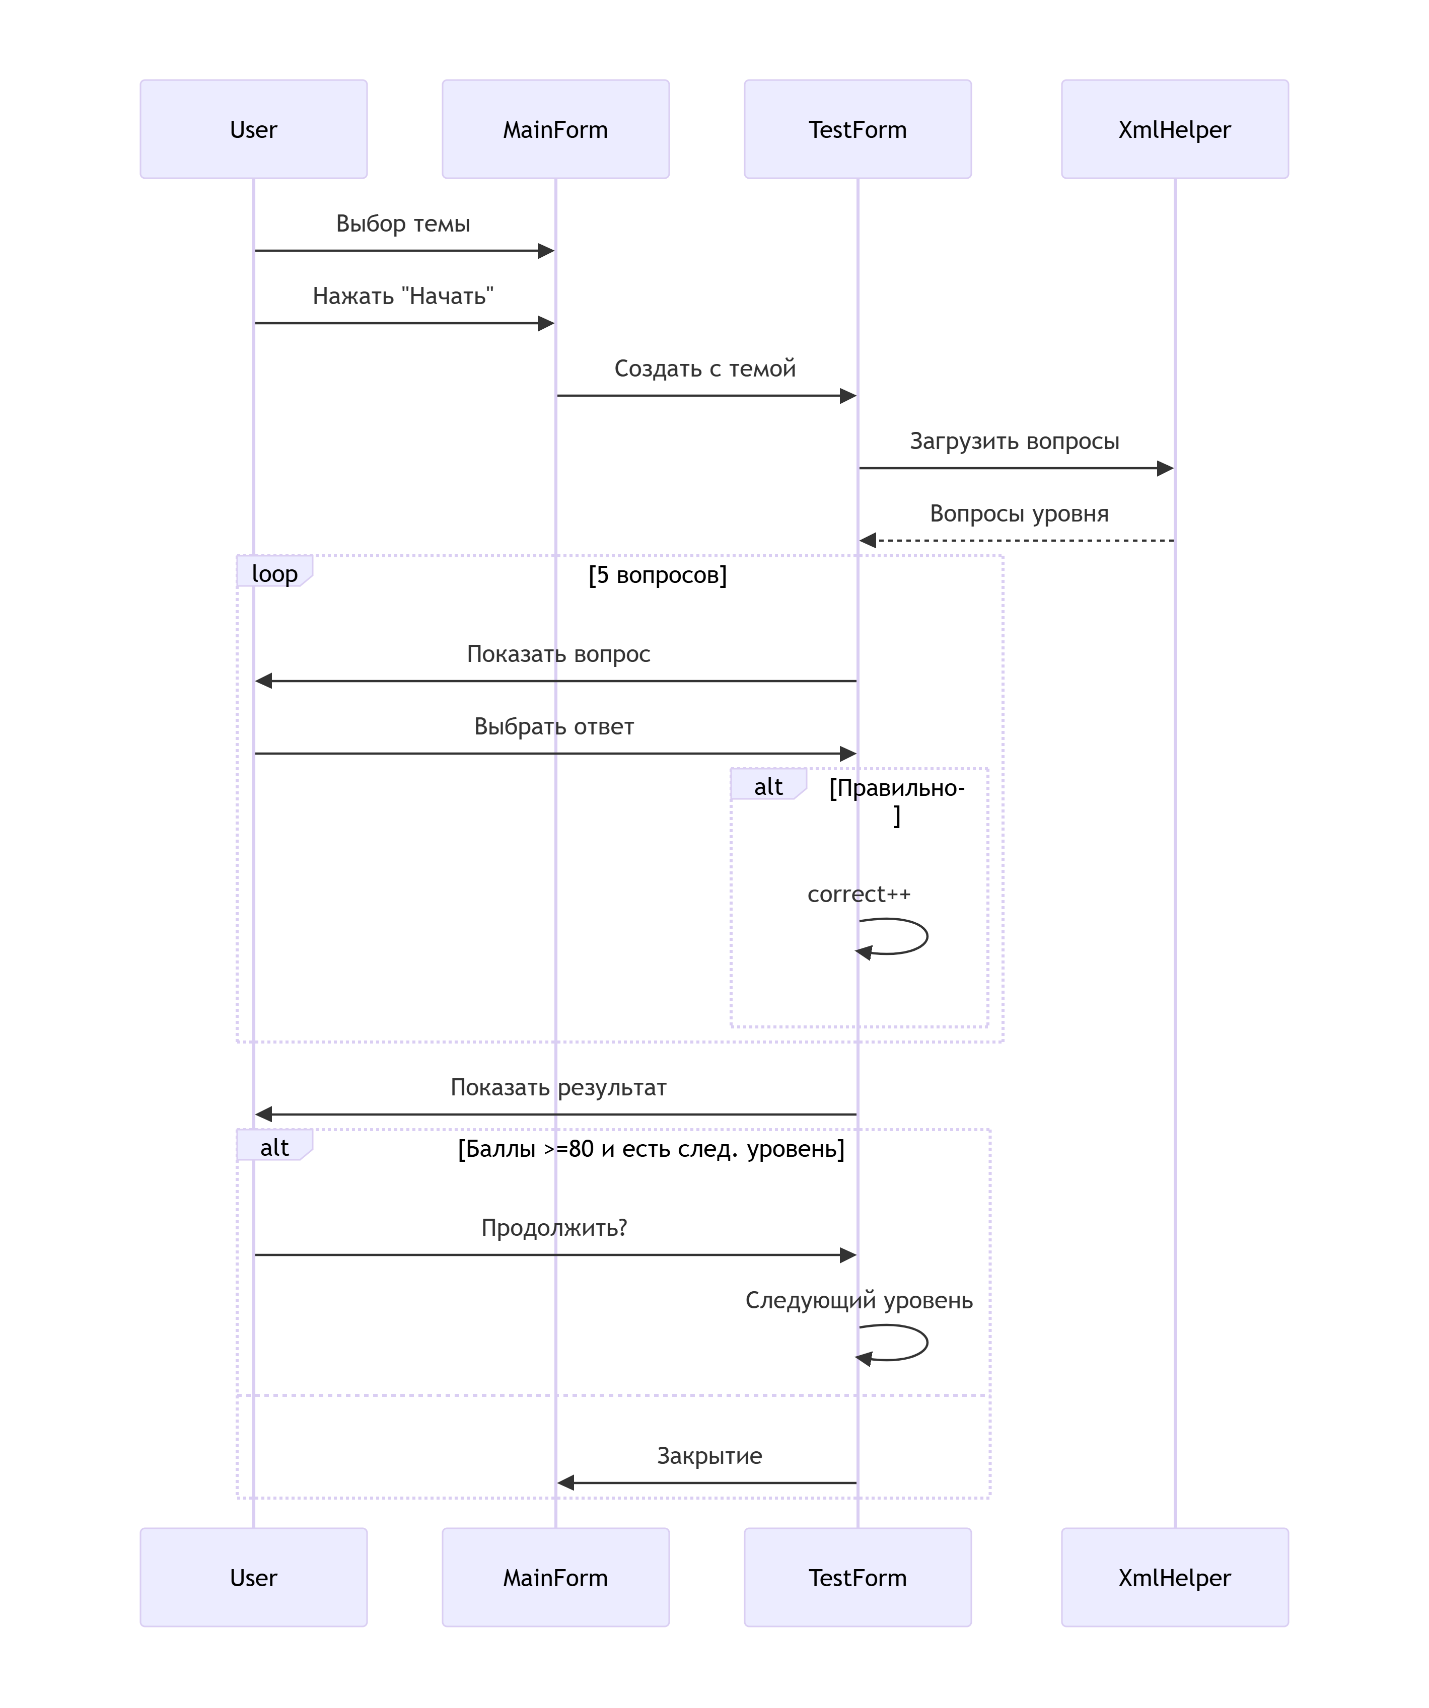 User
MainForm
TestForm
XmlHelper
Выбор темы
Нажать "Начать"
Создать с темой
Загрузить вопросы
Вопросы уровня
loop
[5 вопросов]
Показать вопрос
Выбрать ответ
alt
[Правильно-
]
correct++
Показать результат
alt
[Баллы >=80 и есть след. уровень]
Продолжить?
Следующий уровень
Закрытие
User
MainForm
TestForm
XmlHelper